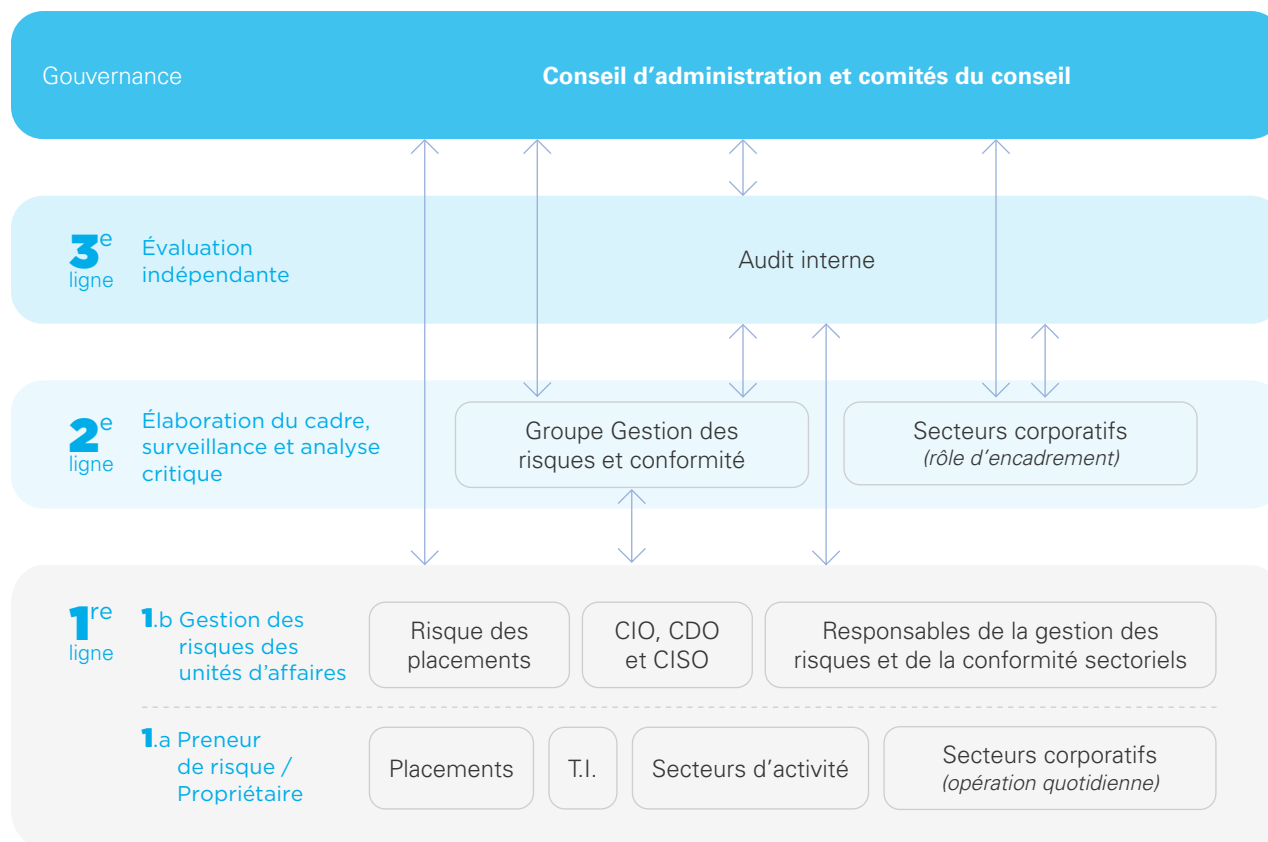 Gouvernance
Conseil d’administration et comités du conseil
3e
ligne
Évaluation
indépendante
Audit interne
2e
ligne
Élaboration du cadre,
surveillance et analyse
critique
Groupe Gestion des
risques et conformité
Secteurs corporatifs
(rôle d’encadrement)
1re
ligne
1.b Gestion des
risques des
unités d’affaires
Risque des
placements
CIO, CDO
et CISO
Responsables de la gestion des
risques et de la conformité sectoriels
1.a Preneur
de risque /
Propriétaire
Placements
T.I.
Secteurs d’activité
Secteurs corporatifs
(opération quotidienne)